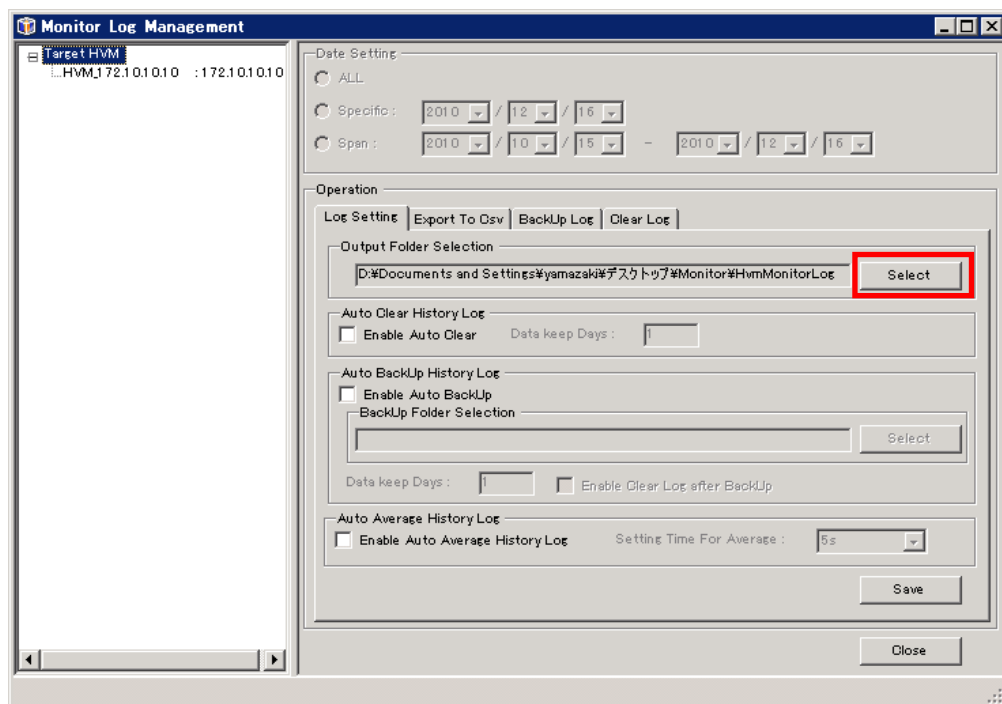 Monitor Log Management
Target HVM
HVM_172.10.10.10 : 172.10.10.10
Date Setting
ALL
Specific : 2010 / 12 / 16
Span : 2010 / 10 / 15 - 2010 / 12 / 16
Operation
Log Setting Export To Csv BackUp Log Clear Log
Output Folder Selection
D:¥Documents and Settings¥yamazaki¥デスクトップ¥Monitor¥HvmMonitorLog Select
Auto Clear History Log
Enable Auto Clear Data keep Days : 1
Auto BackUp History Log
Enable Auto BackUp
BackUp Folder Selection
Select
Data keep Days : 1 Enable Clear Log after BackUp
Auto Average History Log
Enable Auto Average History Log Setting Time For Average : 5s
Save
Close